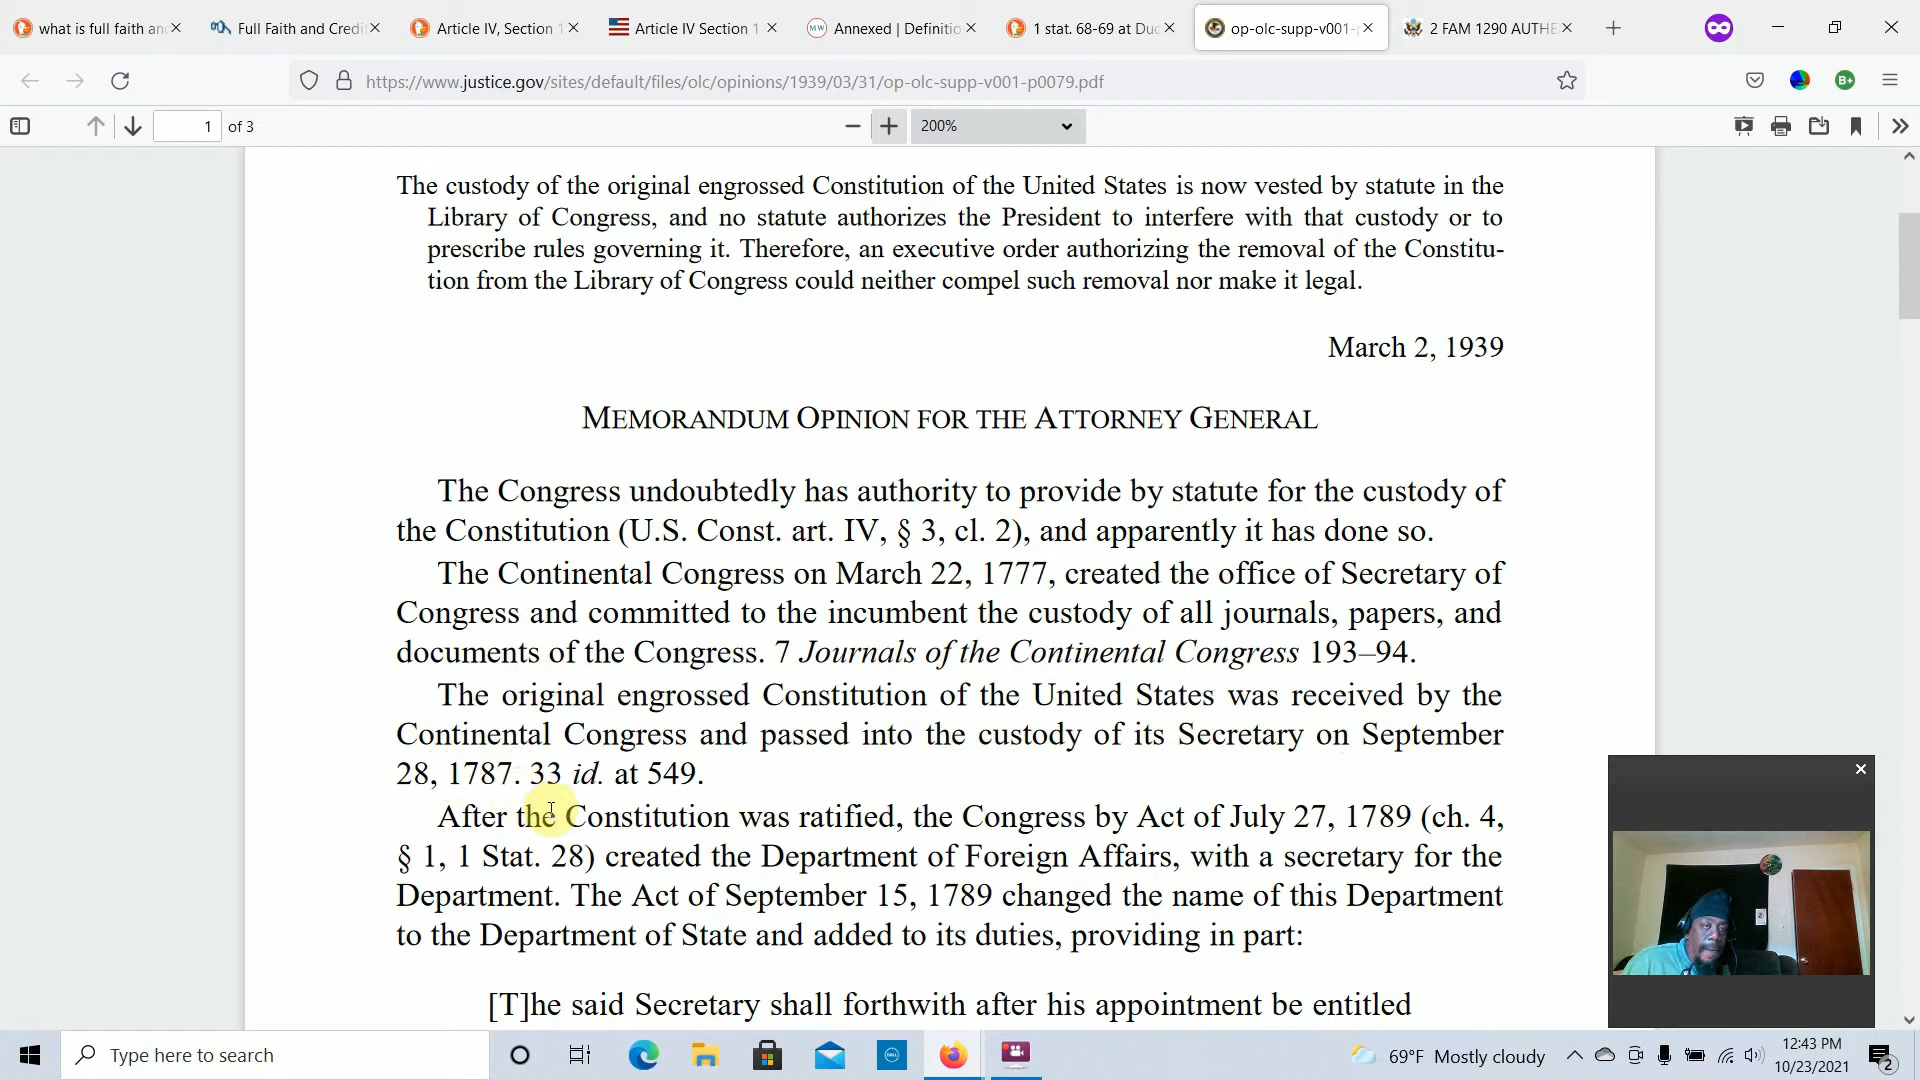 what is full faith an
Full Faith and Credi
Article IV, Section 1
Article IV Section 1
Annexed | Definitio
1 stat. 68-69 at Duc
op-olc-supp-v001-
2 FAM 1290 AUTHE
https://www.justice.gov/sites/default/files/olc/opinions/1939/03/31/op-olc-supp-v001-p0079.pdf
B+
1 of 3
200%
The custody of the original engrossed Constitution of the United States is now vested by statute in the
Library of Congress, and no statute authorizes the President to interfere with that custody or to
prescribe rules governing it. Therefore, an executive order authorizing the removal of the Constitu-
tion from the Library of Congress could neither compel such removal nor make it legal.
March 2, 1939
MEMORANDUM OPINION FOR THE ATTORNEY GENERAL
The Congress undoubtedly has authority to provide by statute for the custody of
the Constitution (U.S. Const. art. IV, § 3, cl. 2), and apparently it has done so.
The Continental Congress on March 22, 1777, created the office of Secretary of
Congress and committed to the incumbent the custody of all journals, papers, and
documents of the Congress. 7 Journals of the Continental Congress 193–94.
The original engrossed Constitution of the United States was received by the
Continental Congress and passed into the custody of its Secretary on September
28, 1787. 33 id. at 549.
After the Constitution was ratified, the Congress by Act of July 27, 1789 (ch. 4,
§ 1, 1 Stat. 28) created the Department of Foreign Affairs, with a secretary for the
Department. The Act of September 15, 1789 changed the name of this Department
to the Department of State and added to its duties, providing in part:
[T]he said Secretary shall forthwith after his appointment be entitled
Type here to search
DELL
69°F Mostly cloudy
12:43 PM
10/23/2021
2